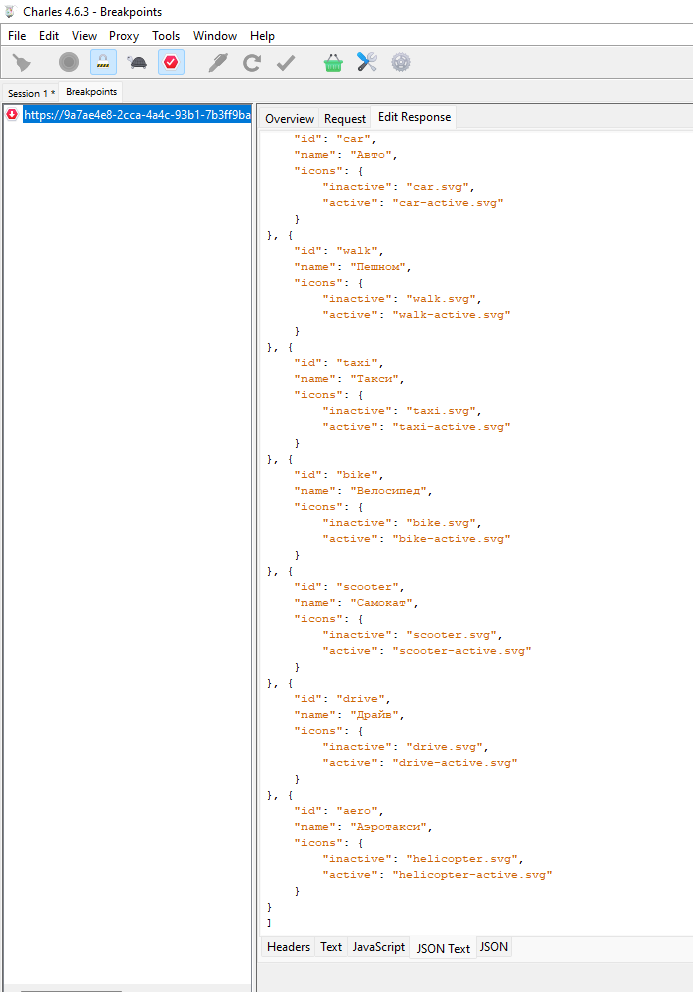 Charles 4.6.3 - Breakpoints
File Edit View Proxy Tools Window Help
Session 1 * Breakpoints
https://9a7ae4e8-2cca-4a4c-93b1-7b3ff9ba
Overview Request Edit Response
"id": "car",
"name": "Авто",
"icons": {
"inactive": "car.svg",
"active": "car-active.svg"
}
}, {
"id": "walk",
"name": "Пешком",
"icons": {
"inactive": "walk.svg",
"active": "walk-active.svg"
}
}, {
"id": "taxi",
"name": "Такси",
"icons": {
"inactive": "taxi.svg",
"active": "taxi-active.svg"
}
}, {
"id": "bike",
"name": "Велосипед",
"icons": {
"inactive": "bike.svg",
"active": "bike-active.svg"
}
}, {
"id": "scooter",
"name": "Самокат",
"icons": {
"inactive": "scooter.svg",
"active": "scooter-active.svg"
}
}, {
"id": "drive",
"name": "Драйв",
"icons": {
"inactive": "drive.svg",
"active": "drive-active.svg"
}
}, {
"id": "aero",
"name": "Аэротакси",
"icons": {
"inactive": "helicopter.svg",
"active": "helicopter-active.svg"
}
}
]
Headers Text JavaScript JSON Text JSON